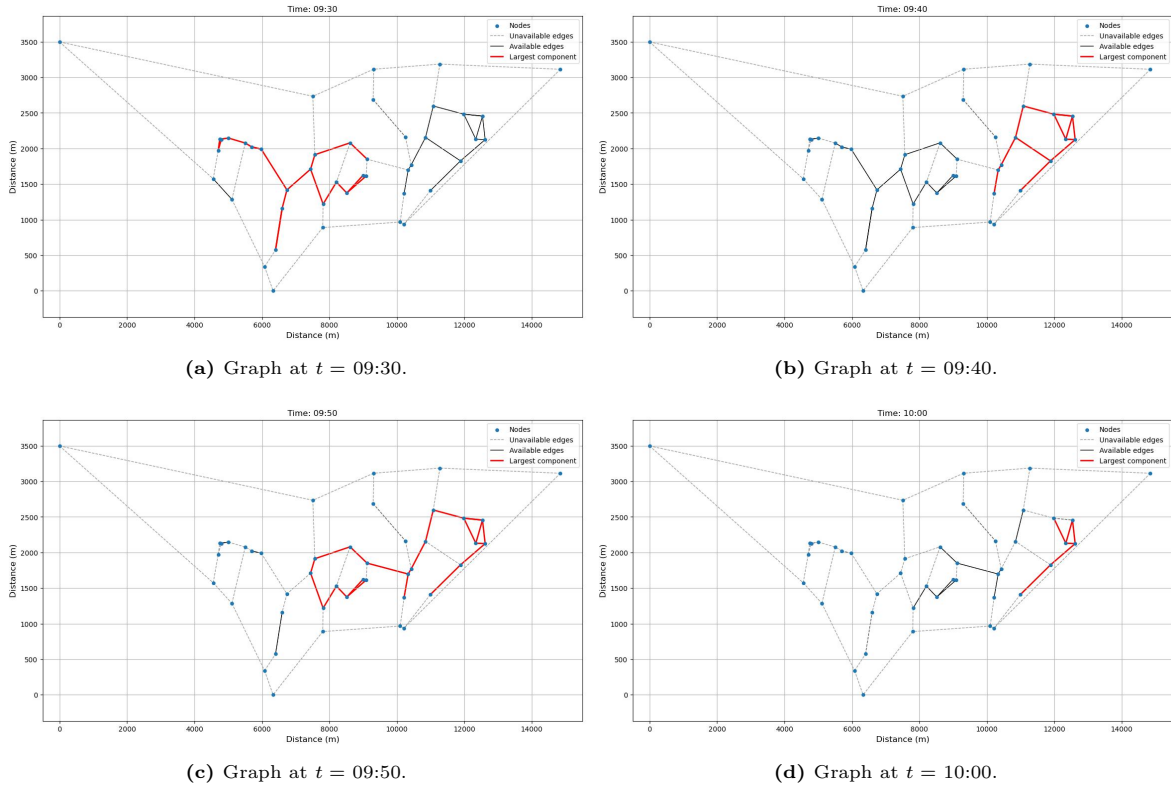 Time: 09:30
Nodes
Unavailable edges
Available edges
Largest component
Distance (m)
3500
3000
2500
2000
1500
1000
500
0
0 2000 4000 6000 8000 10000 12000 14000
Distance (m)
(a) Graph at t = 09:30.
Time: 09:40
Nodes
Unavailable edges
Available edges
Largest component
Distance (m)
3500
3000
2500
2000
1500
1000
500
0
0 2000 4000 6000 8000 10000 12000 14000
Distance (m)
(b) Graph at t = 09:40.
Time: 09:50
Nodes
Unavailable edges
Available edges
Largest component
Distance (m)
3500
3000
2500
2000
1500
1000
500
0
0 2000 4000 6000 8000 10000 12000 14000
Distance (m)
(c) Graph at t = 09:50.
Time: 10:00
Nodes
Unavailable edges
Available edges
Largest component
Distance (m)
3500
3000
2500
2000
1500
1000
500
0
0 2000 4000 6000 8000 10000 12000 14000
Distance (m)
(d) Graph at t = 10:00.